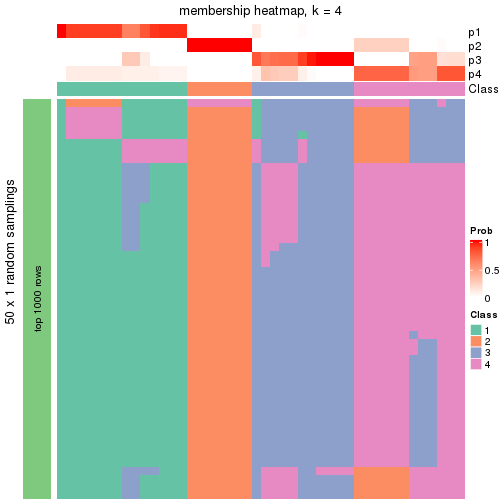 membership heatmap, k = 4
p1
p2
p3
p4
Class
50 x 1 random samplings
top 1000 rows
Prob
1
0.5
0
Class
1
2
3
4